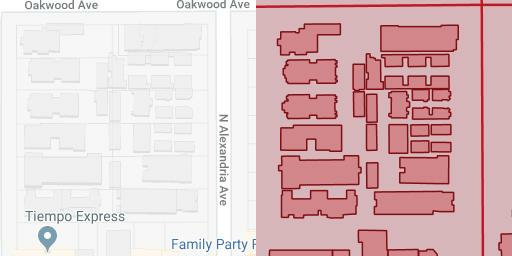 Oakwood Ave
Oakwood Ave
N Alexandria Ave
Tiempo Express
Family Party F